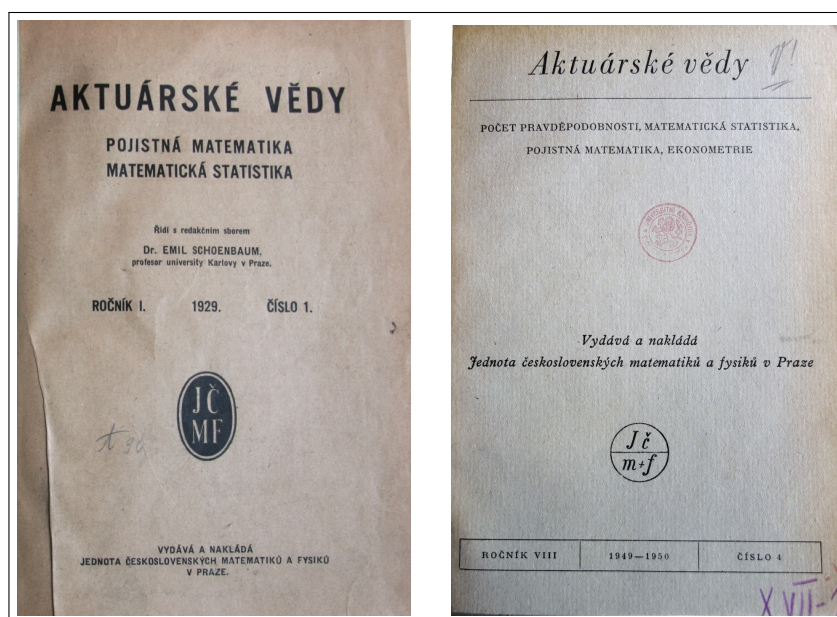 AKTUÁRSKÉ VĚDY
POJISTNÁ MATEMATIKA
MATEMATICKÁ STATISTIKA
Řídí s redakčním sborem
Dr. EMIL SCHOENBAUM,
profesor university Karlovy v Praze.
ROČNÍK I. 1929. ČÍSLO 1.
JČ
MF
VYDÁVÁ A NAKLÁDÁ
JEDNOTA ČESKOSLOVENSKÝCH MATEMATIKŮ A FYSIKŮ
V PRAZE.
Aktuárské vědy
POČET PRAVDĚPODOBNOSTI, MATEMATICKÁ STATISTIKA,
POJISTNÁ MATEMATIKA, EKONOMETRIE
Vydává a nakládá
Jednota československých matematiků a fysiků v Praze
Jč
m+f
ROČNÍK VIII 1949—1950 ČÍSLO 4